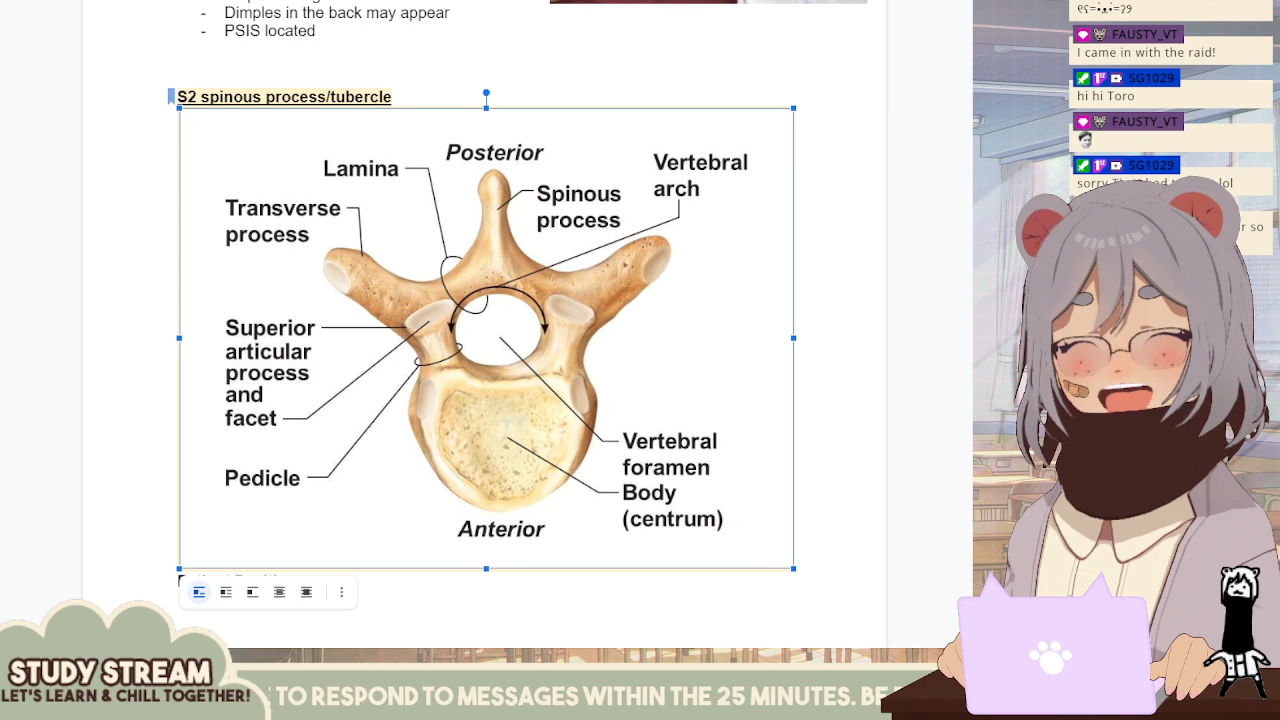 - Dimples in the back may appear
- PSIS located
S2 spinous process/tubercle
Posterior
Lamina
Vertebral
arch
Spinous
process
Transverse
process
Superior
articular
process
and
facet
Pedicle
Vertebral
foramen
Body
(centrum)
Anterior
FAUSTY_VT
I came in with the raid!
SG1029
hi hi Toro
FAUSTY_VT
SG1029
sorry
lol
so
STUDY STREAM
LET'S LEARN & CHILL TOGETHER!
TO RESPOND TO MESSAGES WITHIN THE 25 MINUTES. BE